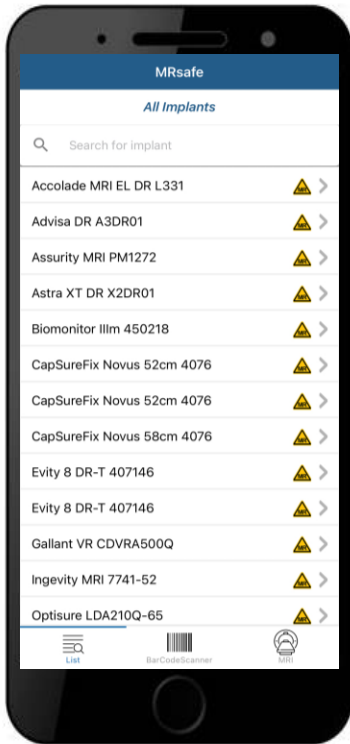 MRsafe
All Implants
Search for implant
Accolade MRI EL DR L331
Advisa DR A3DR01
Assurity MRI PM1272
Astra XT DR X2DR01
Biomonitor IIIm 450218
CapSureFix Novus 52cm 4076
CapSureFix Novus 52cm 4076
CapSureFix Novus 58cm 4076
Evity 8 DR-T 407146
Evity 8 DR-T 407146
Gallant VR CDVRA500Q
Ingevity MRI 7741-52
Optisure LDA210Q-65
List BarCodeScanner MRI